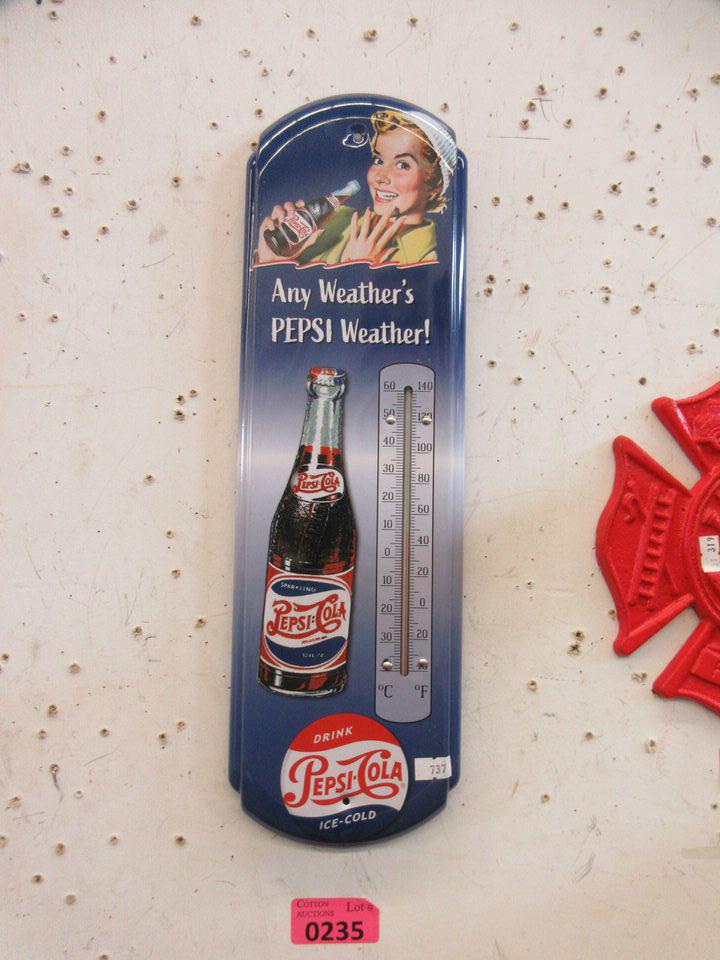 Any Weather's
PEPSI Weather!
60 140
50 120
40 100
30 80
20 60
10 40
0 20
10 0
20 20
30
°C °F
PEPSI-COLA
SPARKLING
PEPSI-COLA
DRINK
PEPSI-COLA
ICE-COLD
737
319
COTTON Lot #
AUCTIONS
0235